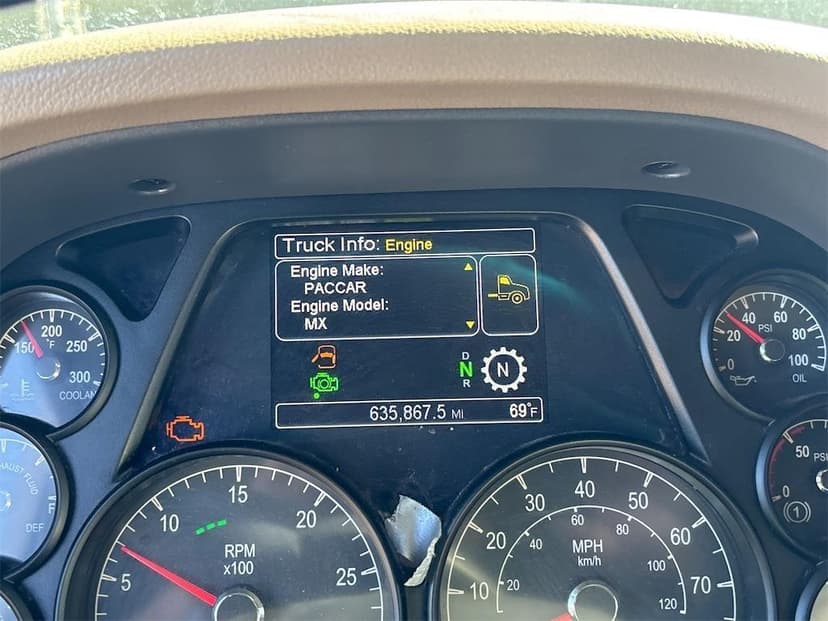 Truck Info: Engine
Engine Make:
PACCAR
Engine Model:
MX
D
N
R
N
635,867.5 MI 69°F
150 200 250 300
COOLANT
0 20 40 60 80 100
PSI
OIL
EXHAUST FLUID
F
DEF
0 50
PSI
1
5 10 15 20 25
RPM
x100
10 20 30 40 50 60 70
20 40 60 80 100 120
MPH
km/h